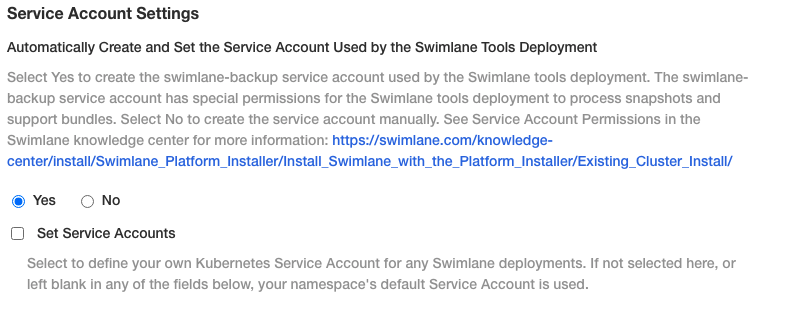 Service Account Settings
Automatically Create and Set the Service Account Used by the Swimlane Tools Deployment
Select Yes to create the swimlane-backup service account used by the Swimlane tools deployment. The swimlane-
backup service account has special permissions for the Swimlane tools deployment to process snapshots and
support bundles. Select No to create the service account manually. See Service Account Permissions in the
Swimlane knowledge center for more information: https://swimlane.com/knowledge-
center/install/Swimlane_Platform_Installer/Install_Swimlane_with_the_Platform_Installer/Existing_Cluster_Install/
Yes No
Set Service Accounts
Select to define your own Kubernetes Service Account for any Swimlane deployments. If not selected here, or
left blank in any of the fields below, your namespace's default Service Account is used.